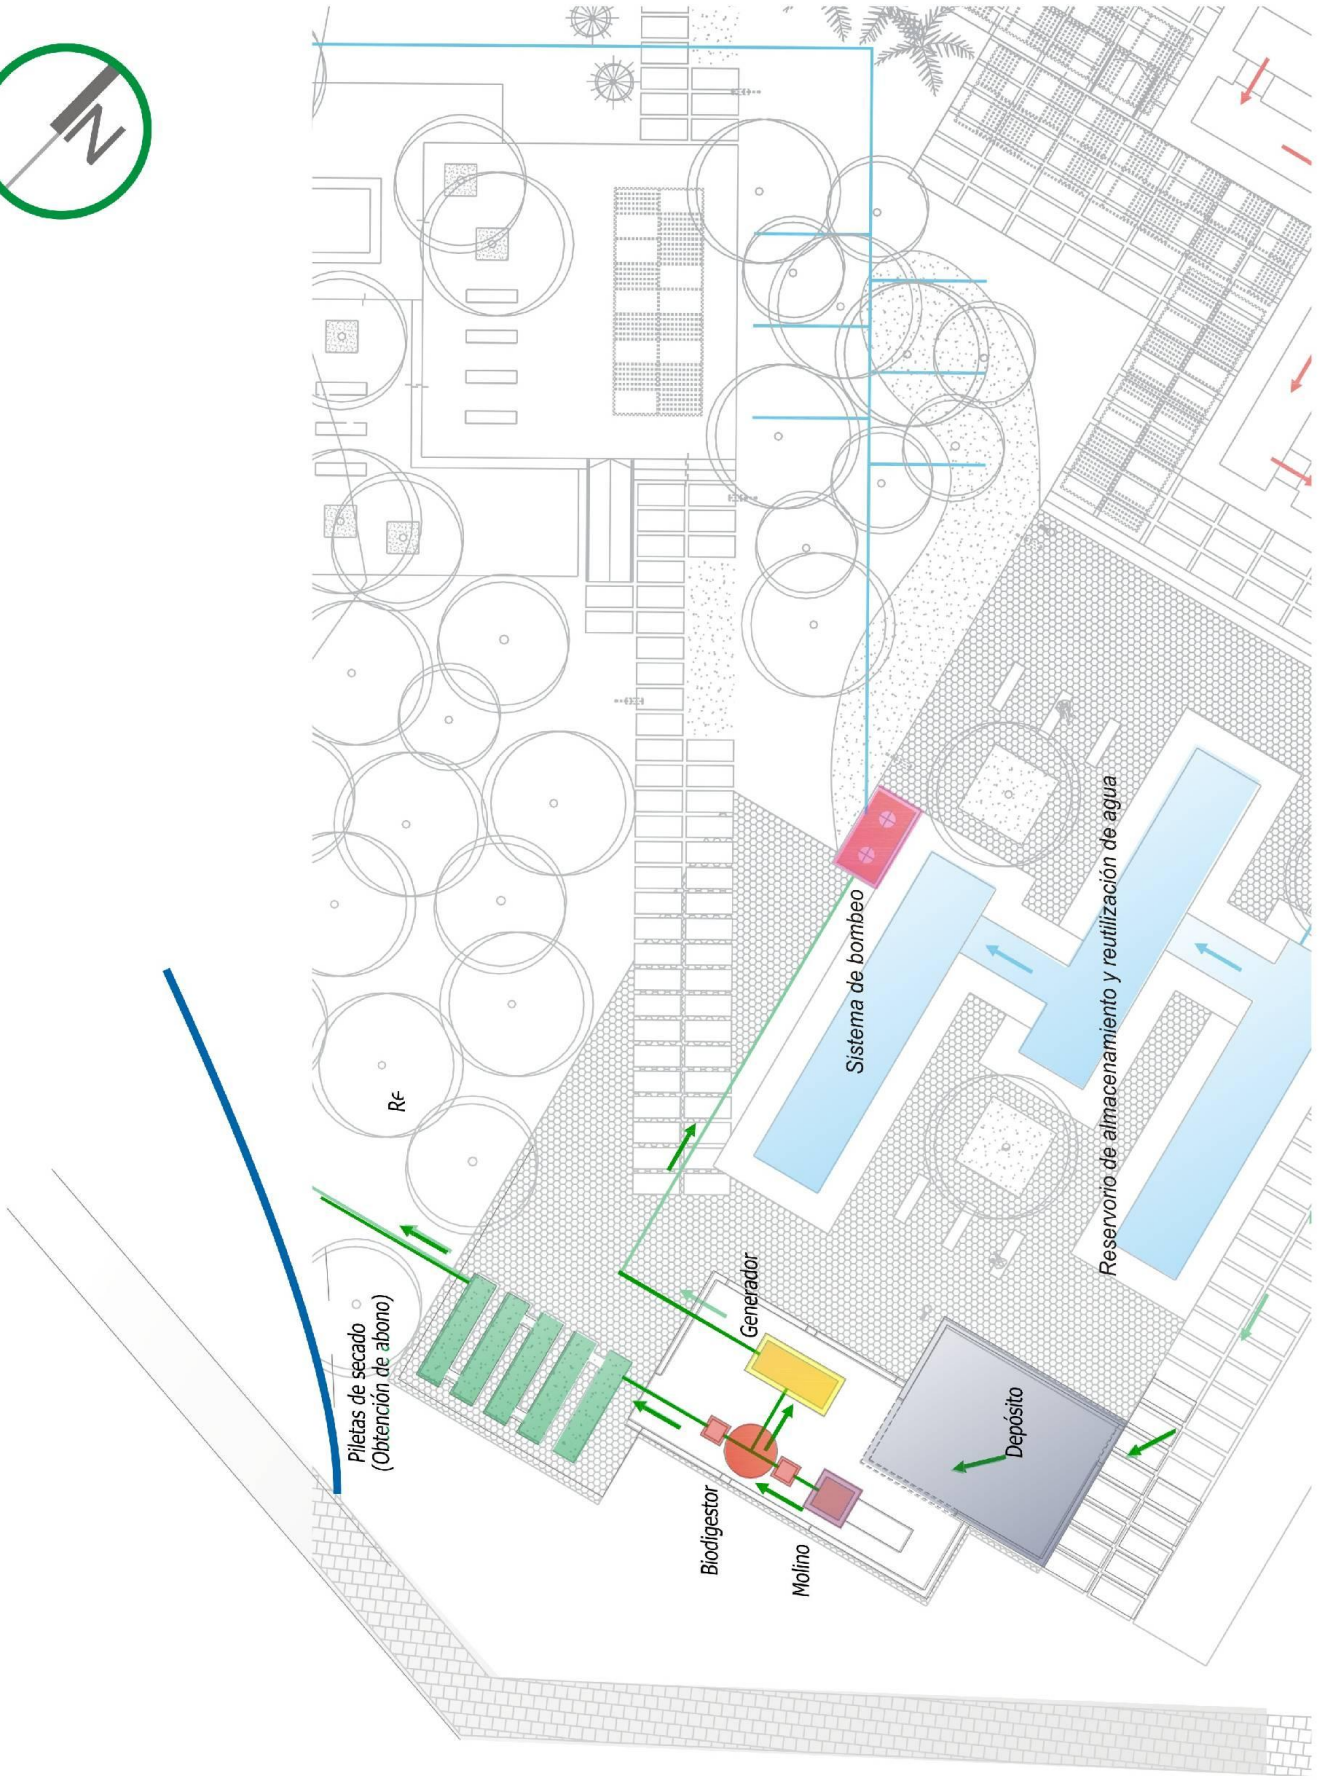 N
Re
Piletas de secado
(Obtención de abono)
Sistema de bombeo
Reservorio de almacenamiento y reutilización de agua
Generador
Biodigestor
Molino
Depósito